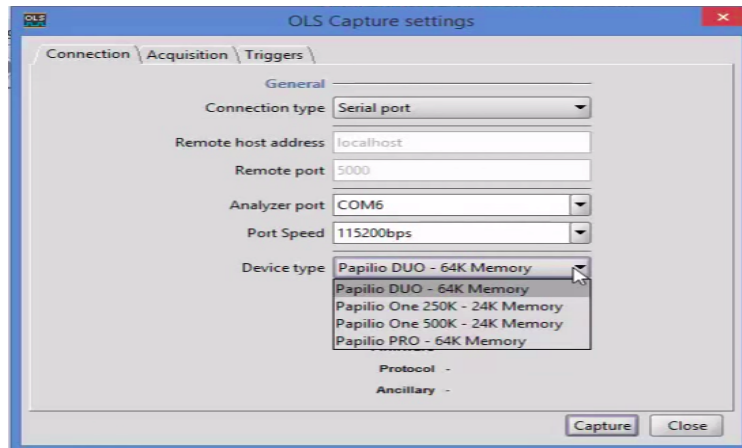 OLS
OLS Capture settings
Connection Acquisition Triggers
General
Connection type Serial port
Remote host address localhost
Remote port 5000
Analyzer port COM6
Port Speed 115200bps
Device type Papilio DUO - 64K Memory
Papilio DUO - 64K Memory
Papilio One 250K - 24K Memory
Papilio One 500K - 24K Memory
Papilio PRO - 64K Memory
Protocol -
Ancillary -
Capture Close